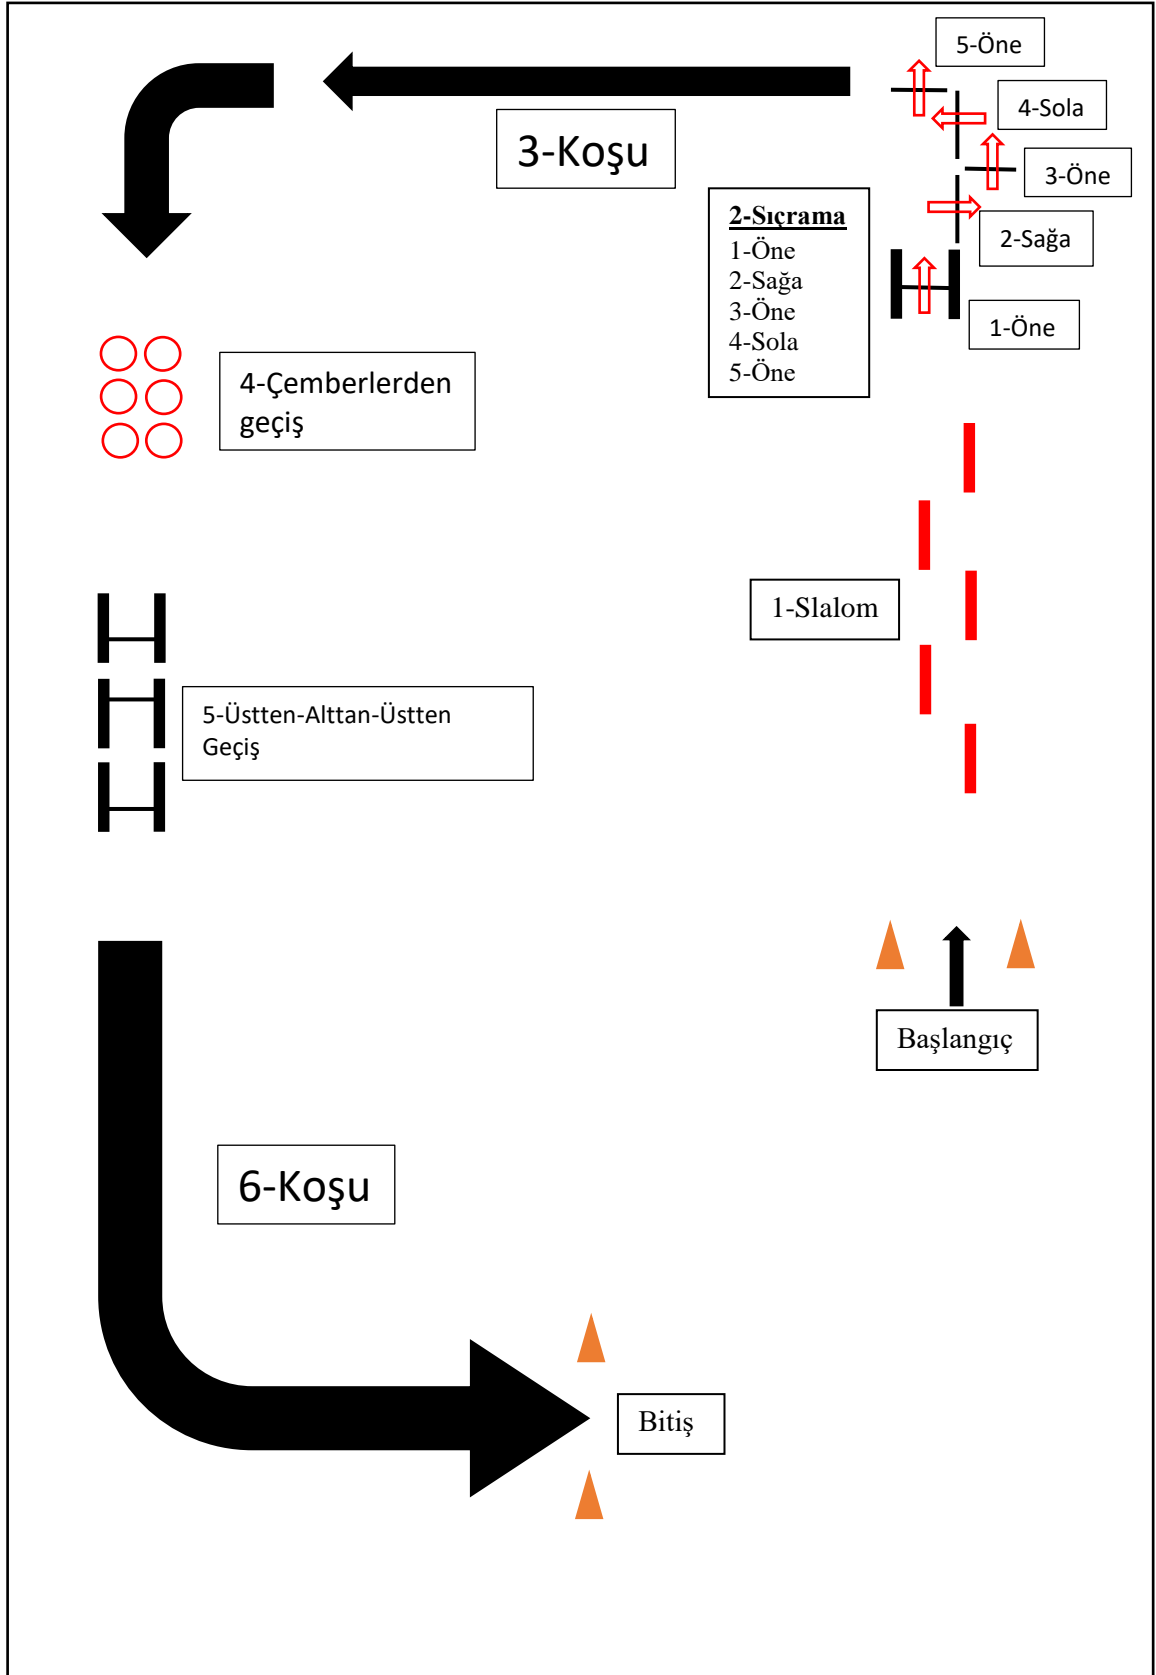 5-Öne
4-Sola
3-Koşu
3-Öne
2-Sıçrama
1-Öne
2-Sağa
3-Öne
4-Sola
5-Öne
2-Sağa
1-Öne
4-Çemberlerden
geçiş
1-Slalom
5-Üstten-Alttan-Üstten
Geçiş
Başlangıç
6-Koşu
Bitiş